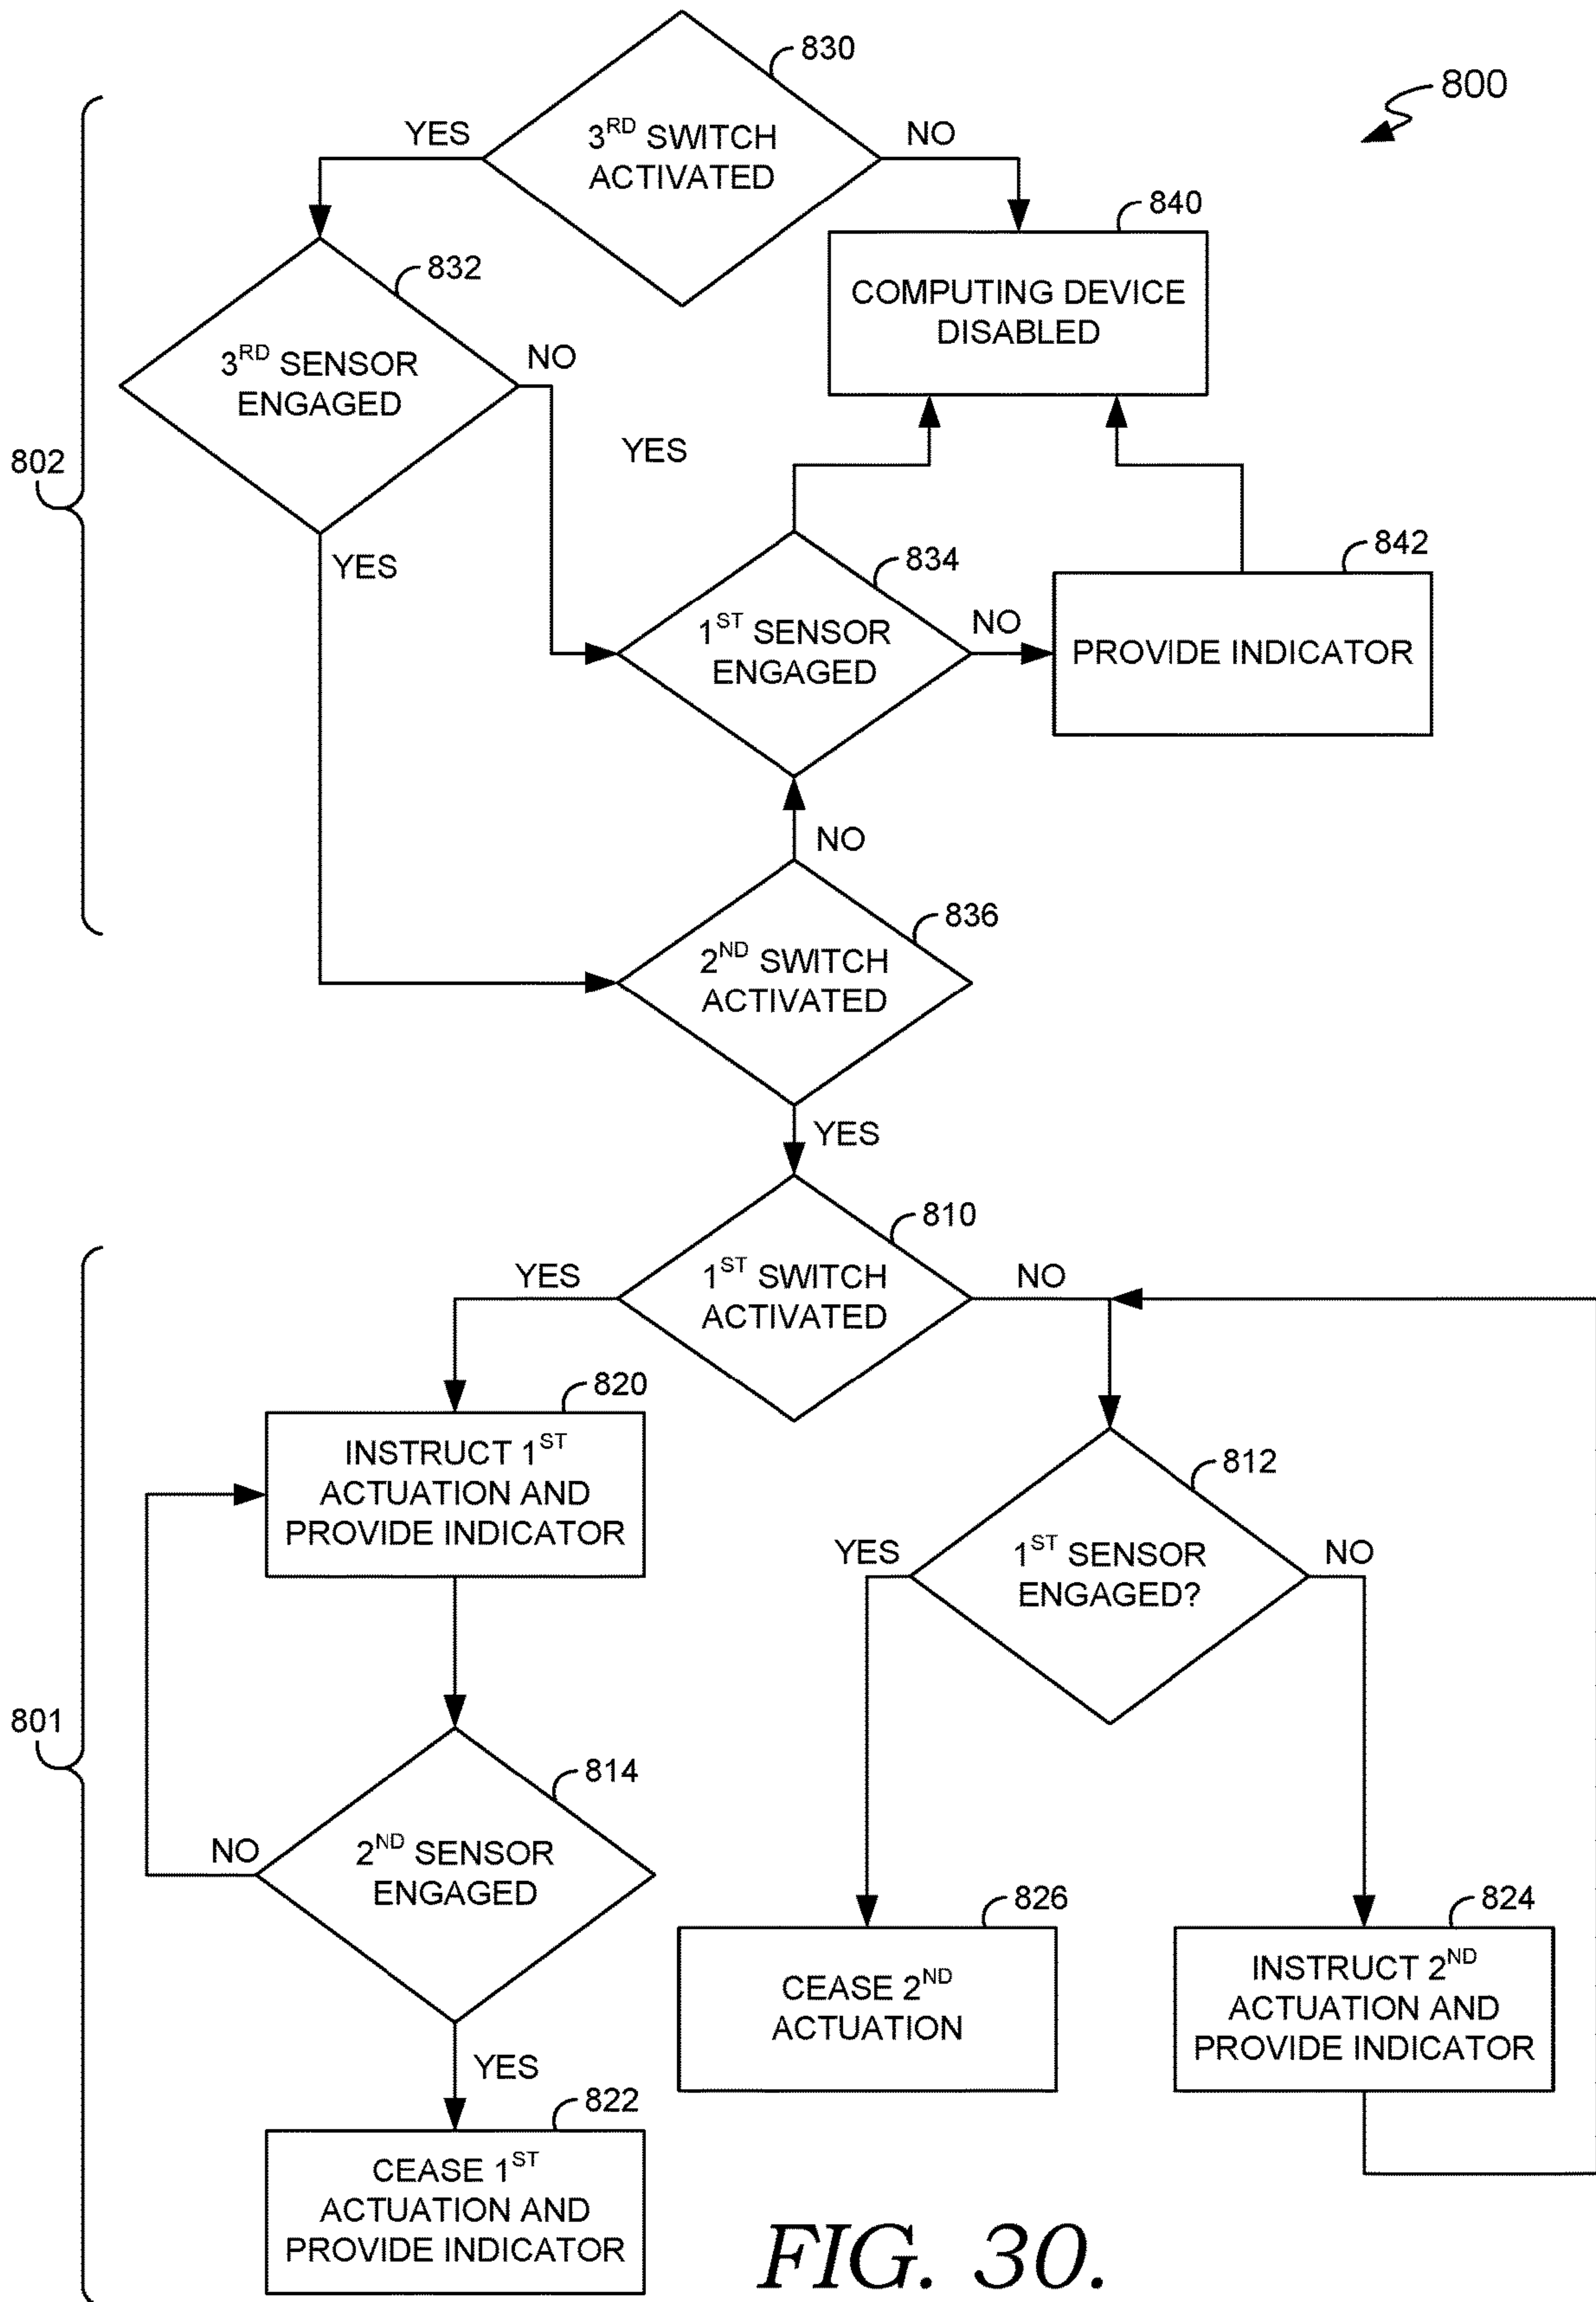 800
830
YES
3RD SWITCH
ACTIVATED
NO
840
COMPUTING DEVICE
DISABLED
832
3RD SENSOR
ENGAGED
NO
YES
802
YES
834
1ST SENSOR
ENGAGED
NO
842
PROVIDE INDICATOR
NO
836
2ND SWITCH
ACTIVATED
YES
810
YES
1ST SWITCH
ACTIVATED
NO
820
INSTRUCT 1ST
ACTUATION AND
PROVIDE INDICATOR
812
YES
1ST SENSOR
ENGAGED?
NO
801
814
NO
2ND SENSOR
ENGAGED
YES
826
CEASE 2ND
ACTUATION
824
INSTRUCT 2ND
ACTUATION AND
PROVIDE INDICATOR
822
CEASE 1ST
ACTUATION AND
PROVIDE INDICATOR
FIG. 30.